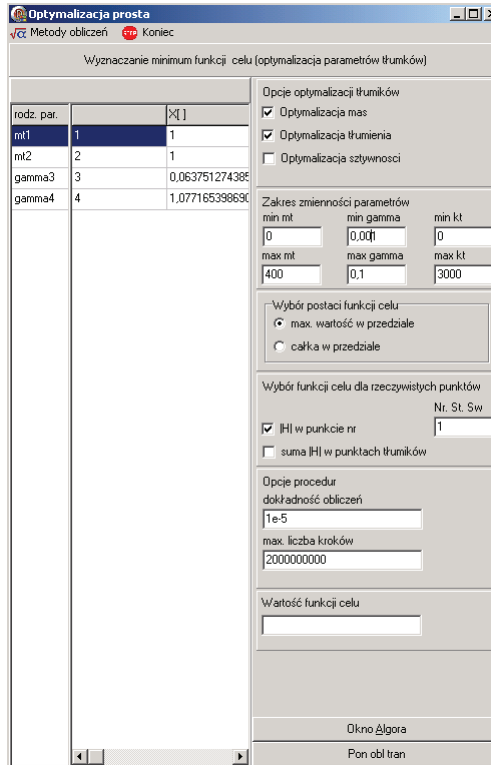 Optymalizacja prosta
Metody obliczeń STOP Koniec
Wyznaczanie minimum funkcji celu (optymalizacja parametrów tłumków)
rodz. par. X[ ]
mt1 1 1
mt2 2 1
gamma3 3 0,063751274385
gamma4 4 1,077165398690
Opcje optymalizacji tłumików
Optymalizacja mas
Optymalizacja tłumienia
Optymalizacja sztywnosci
Zakres zmienności parametrów
min mt min gamma min kt
0 0,001 0
max mt max gamma max kt
400 0,1 3000
Wybór postaci funkcji celu
max. wartość w przedziale
całka w przedziale
Wybór funkcji celu dla rzeczywistych punktów
Nr. St. Sw
|H| w punkcie nr 1
suma |H| w punktach tłumików
Opcje procedur
dokładność obliczeń
1e-5
max. liczba kroków
2000000000
Wartość funkcji celu
Okno Algora
Pon obl tran